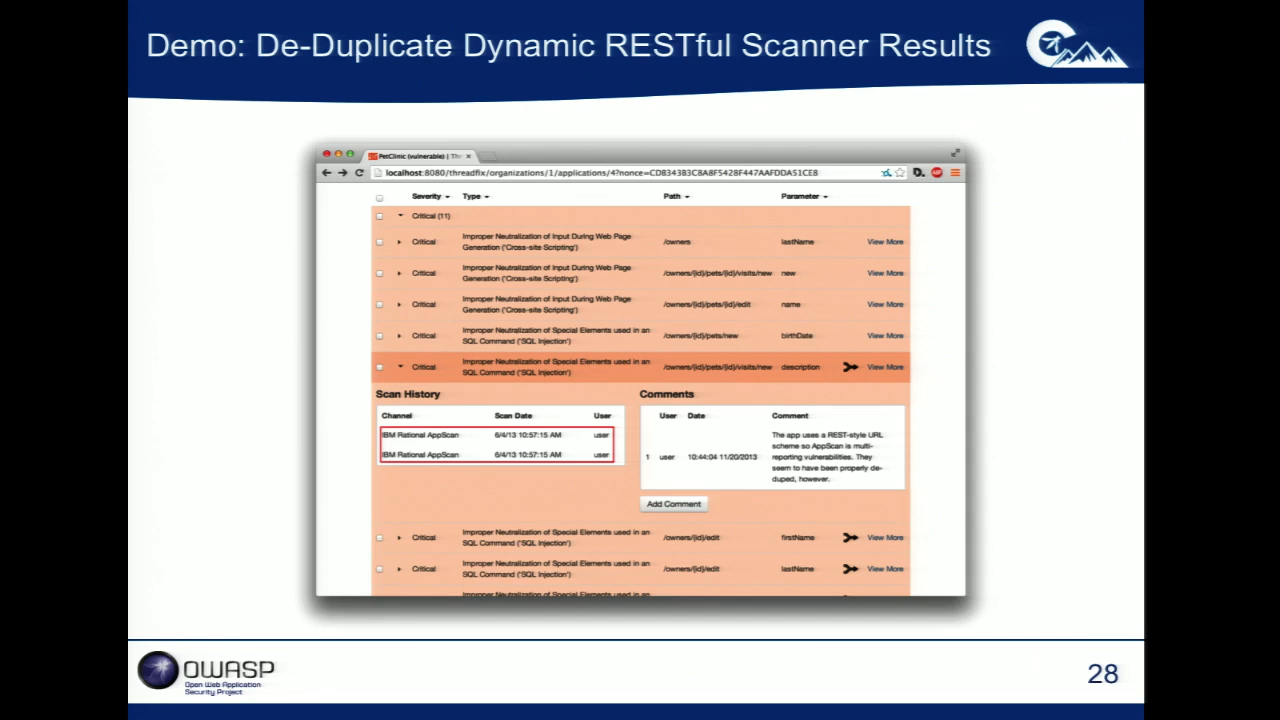 Demo: De-Duplicate Dynamic RESTful Scanner Results
PetClinic (vulnerable) | Thr
localhost:8080/threadfix/organizations/1/applications/4?nonce=CD8343B3C8A8F5428F447AAFDDA51CE8
Severity Type Path Parameter
Critical (11)
Critical Improper Neutralization of Input During Web Page /owners lastName View More
Generation ('Cross-site Scripting')
Critical Improper Neutralization of Input During Web Page /owners/{id}/pets/{id}/visits/new new View More
Generation ('Cross-site Scripting')
Critical Improper Neutralization of Input During Web Page /owners/{id}/pets/{id}/edit name View More
Generation ('Cross-site Scripting')
Critical Improper Neutralization of Special Elements used in an /owners/{id}/pets/new birthDate View More
SQL Command ('SQL Injection')
Critical Improper Neutralization of Special Elements used in an /owners/{id}/pets/{id}/visits/new description View More
SQL Command ('SQL Injection')
Scan History
Channel Scan Date User
IBM Rational AppScan 6/4/13 10:57:15 AM user
IBM Rational AppScan 6/4/13 10:57:15 AM user
Comments
User Date Comment
1 user 10:44:04 11/20/2013 The app uses a REST-style URL
scheme so AppScan is multi-
reporting vulnerabilities. They
seem to have been properly de-
duped, however.
Add Comment
Critical Improper Neutralization of Special Elements used in an /owners/{id}/edit firstName View More
SQL Command ('SQL Injection')
Critical Improper Neutralization of Special Elements used in an /owners/{id}/edit lastName View More
SQL Command ('SQL Injection')
Improper Neutralization of Special Elements used in an
OWASP
Open Web Application
Security Project
28